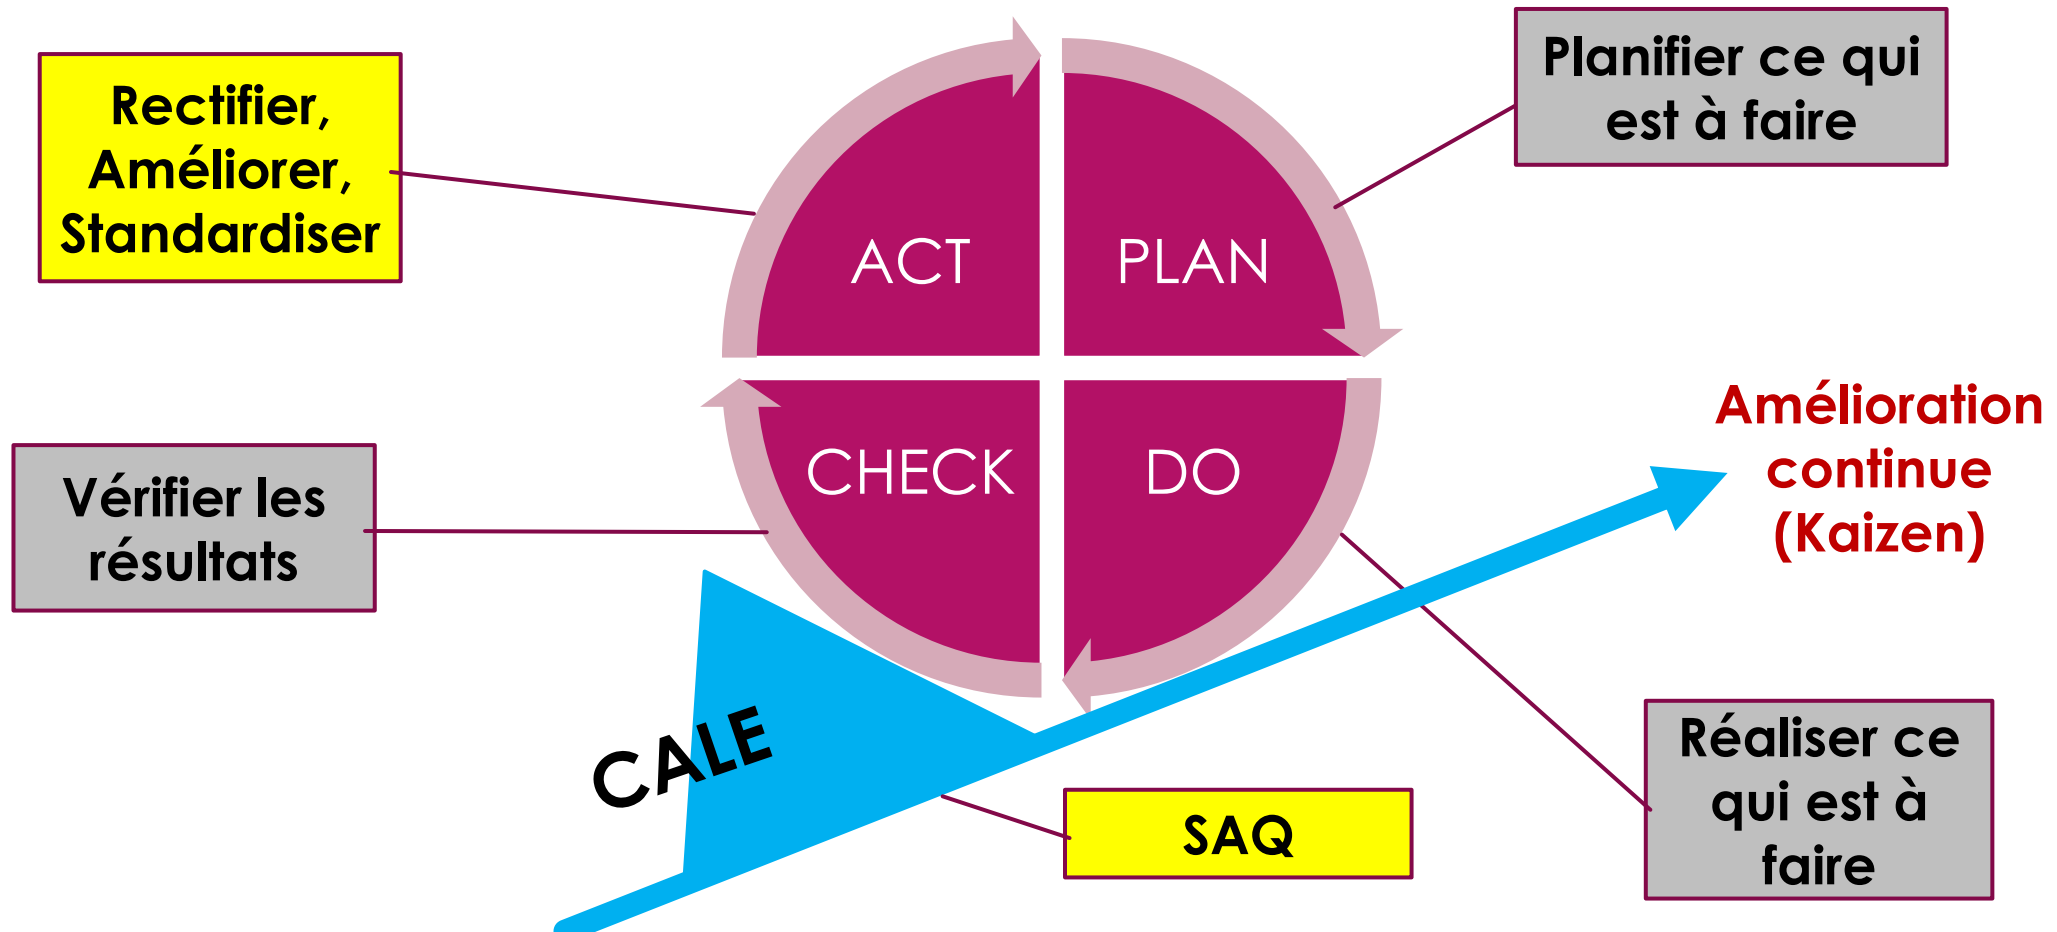 Rectifier,
Améliorer,
Standardiser
Planifier ce qui
est à faire
ACT
PLAN
CHECK
DO
Vérifier les
résultats
Amélioration
continue
(Kaizen)
CALE
SAQ
Réaliser ce
qui est à
faire